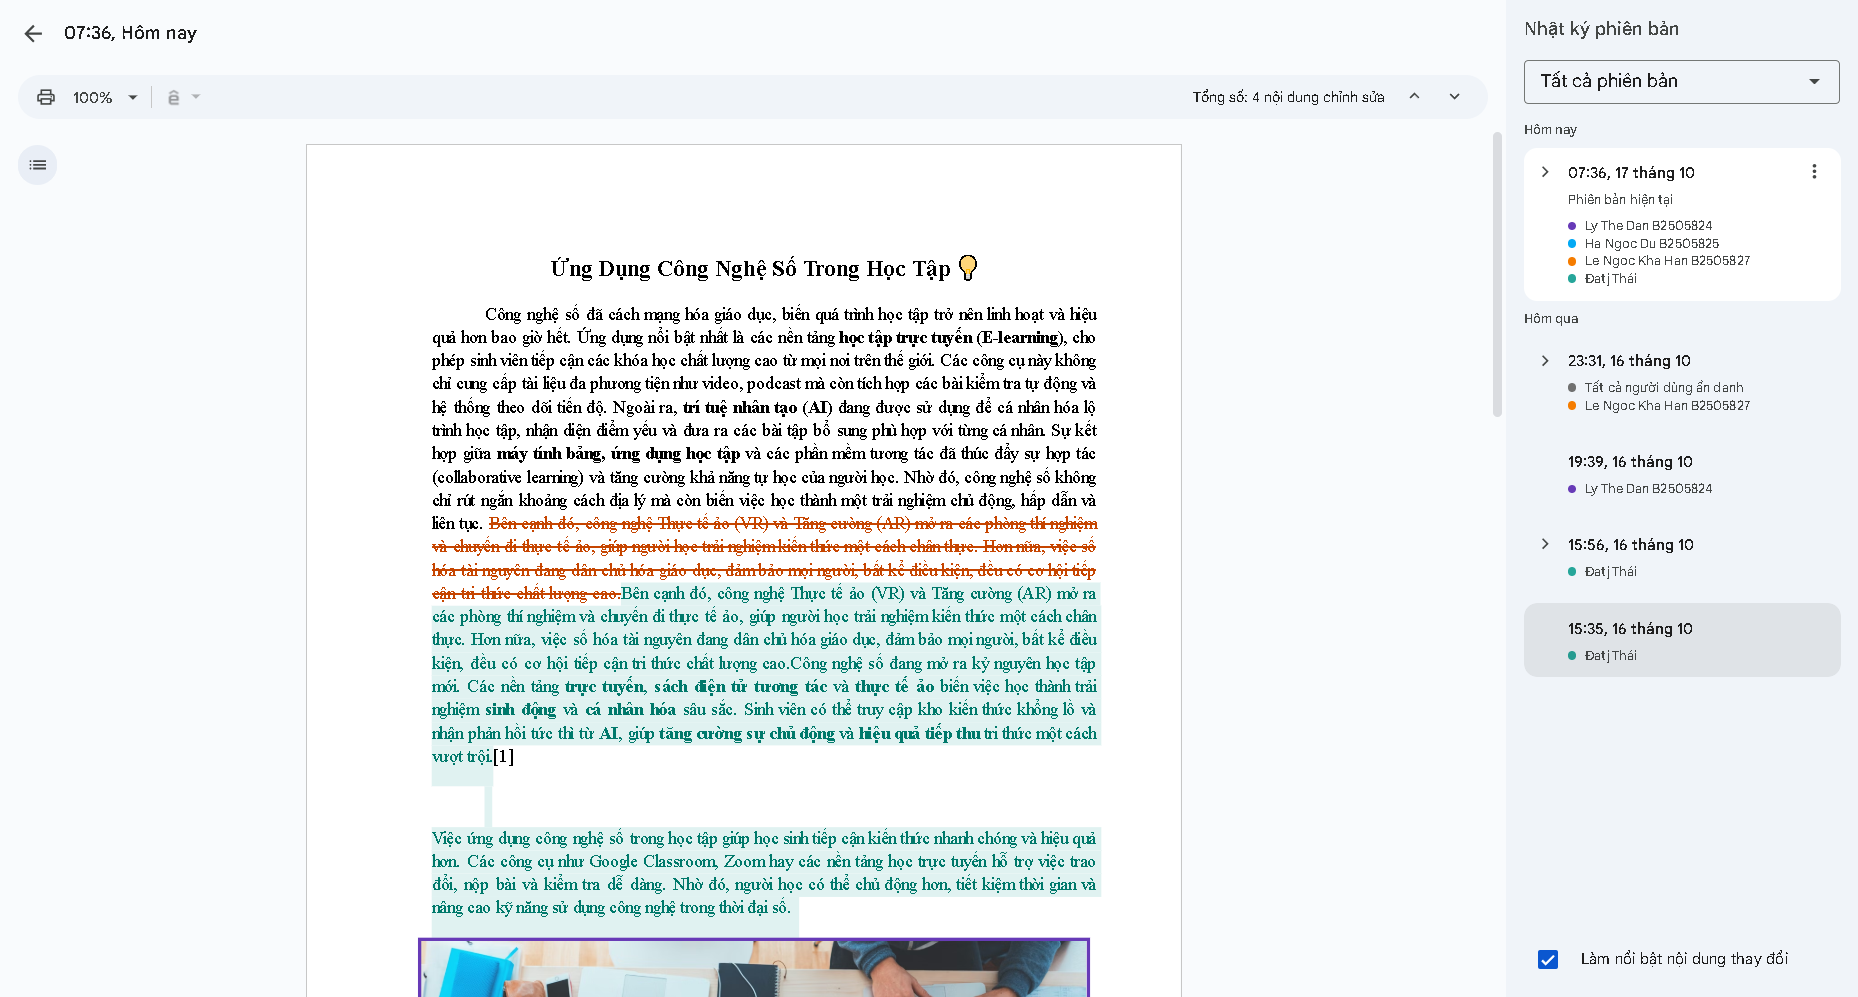 07:36, Hôm nay
100%
Tổng số: 4 nội dung chỉnh sửa
Ứng Dụng Công Nghệ Số Trong Học Tập 💡
Công nghệ số đã cách mạng hóa giáo dục, biến quá trình học tập trở nên linh hoạt và hiệu
quả hơn bao giờ hết. Ứng dụng nổi bật nhất là các nền tảng học tập trực tuyến (E-learning), cho
phép sinh viên tiếp cận các khóa học chất lượng cao từ mọi nơi trên thế giới. Các công cụ này không
chỉ cung cấp tài liệu đa phương tiện như video, podcast mà còn tích hợp các bài kiểm tra tự động và
hệ thống theo dõi tiến độ. Ngoài ra, trí tuệ nhân tạo (AI) đang được sử dụng để cá nhân hóa lộ
trình học tập, nhận diện điểm yếu và đưa ra các bài tập bổ sung phù hợp với từng cá nhân. Sự kết
hợp giữa máy tính bảng, ứng dụng học tập và các phần mềm tương tác đã thúc đẩy sự hợp tác
(collaborative learning) và tăng cường khả năng tự học của người học. Nhờ đó, công nghệ số không
chỉ rút ngắn khoảng cách địa lý mà còn biến việc học thành một trải nghiệm chủ động, hấp dẫn và
liên tục. Bên cạnh đó, công nghệ Thực tế ảo (VR) và Tăng cường (AR) mở ra các phòng thí nghiệm
và chuyến đi thực tế ảo, giúp người học trải nghiệm kiến thức một cách chân thực. Hơn nữa, việc số
hóa tài nguyên đang dân chủ hóa giáo dục, đảm bảo mọi người, bất kể điều kiện, đều có cơ hội tiếp
cận tri thức chất lượng cao.Bên cạnh đó, công nghệ Thực tế ảo (VR) và Tăng cường (AR) mở ra
các phòng thí nghiệm và chuyến đi thực tế ảo, giúp người học trải nghiệm kiến thức một cách chân
thực. Hơn nữa, việc số hóa tài nguyên đang dân chủ hóa giáo dục, đảm bảo mọi người, bất kể điều
kiện, đều có cơ hội tiếp cận tri thức chất lượng cao.Công nghệ số đang mở ra kỷ nguyên học tập
mới. Các nền tảng trực tuyến, sách điện tử tương tác và thực tế ảo biến việc học thành trải
nghiệm sinh động và cá nhân hóa sâu sắc. Sinh viên có thể truy cập kho kiến thức khổng lồ và
nhận phản hồi tức thì từ AI, giúp tăng cường sự chủ động và hiệu quả tiếp thu tri thức một cách
vượt trội.[1]
Việc ứng dụng công nghệ số trong học tập giúp học sinh tiếp cận kiến thức nhanh chóng và hiệu quả
hơn. Các công cụ như Google Classroom, Zoom hay các nền tảng học trực tuyến hỗ trợ việc trao
đổi, nộp bài và kiểm tra dễ dàng. Nhờ đó, người học có thể chủ động hơn, tiết kiệm thời gian và
nâng cao kỹ năng sử dụng công nghệ trong thời đại số.
Nhật ký phiên bản
Tất cả phiên bản
Hôm nay
07:36, 17 tháng 10
Phiên bản hiện tại
Ly The Dan B2505824
Ha Ngoc Du B2505825
Le Ngoc Kha Han B2505827
Đatj Thái
Hôm qua
23:31, 16 tháng 10
Tất cả người dùng ẩn danh
Le Ngoc Kha Han B2505827
19:39, 16 tháng 10
Ly The Dan B2505824
15:56, 16 tháng 10
Đatj Thái
15:35, 16 tháng 10
Đatj Thái
Làm nổi bật nội dung thay đổi